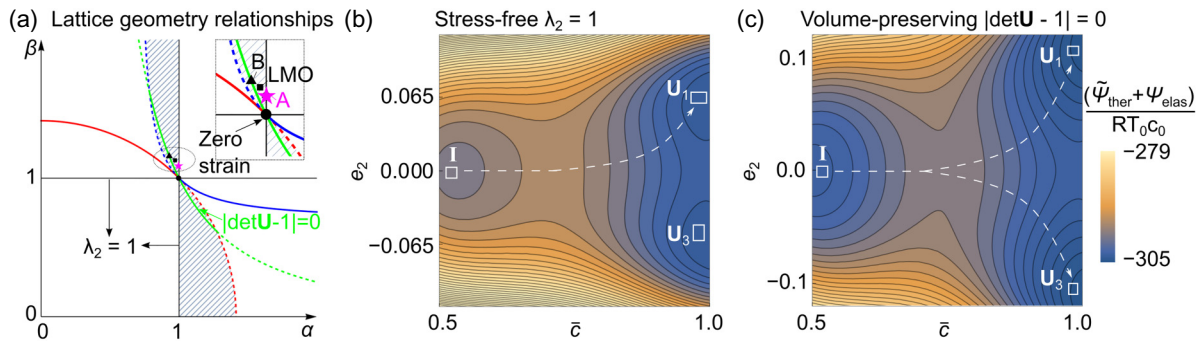 (a) Lattice geometry relationships
β
B
LMO
A
Zero
strain
1
|detU-1|=0
λ₂ = 1
0
0
1
α
(b) Stress-free λ₂ = 1
0.065
e₂ 0.000
−0.065
I
U₁
U₃
0.5
c̄
1.0
(c) Volume-preserving |detU - 1| = 0
0.1
e₂ 0.0
-0.1
I
U₁
U₃
0.5
c̄
1.0
(Ψ̃ther+Ψelas)
RT₀c₀
−279
−305